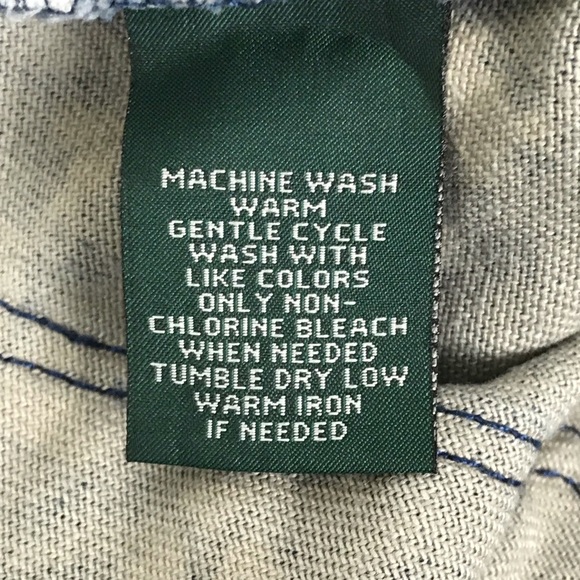 MACHINE WASH
WARM
GENTLE CYCLE
WASH WITH
LIKE COLORS
ONLY NON-
CHLORINE BLEACH
WHEN NEEDED
TUMBLE DRY LOW
WARM IRON
IF NEEDED